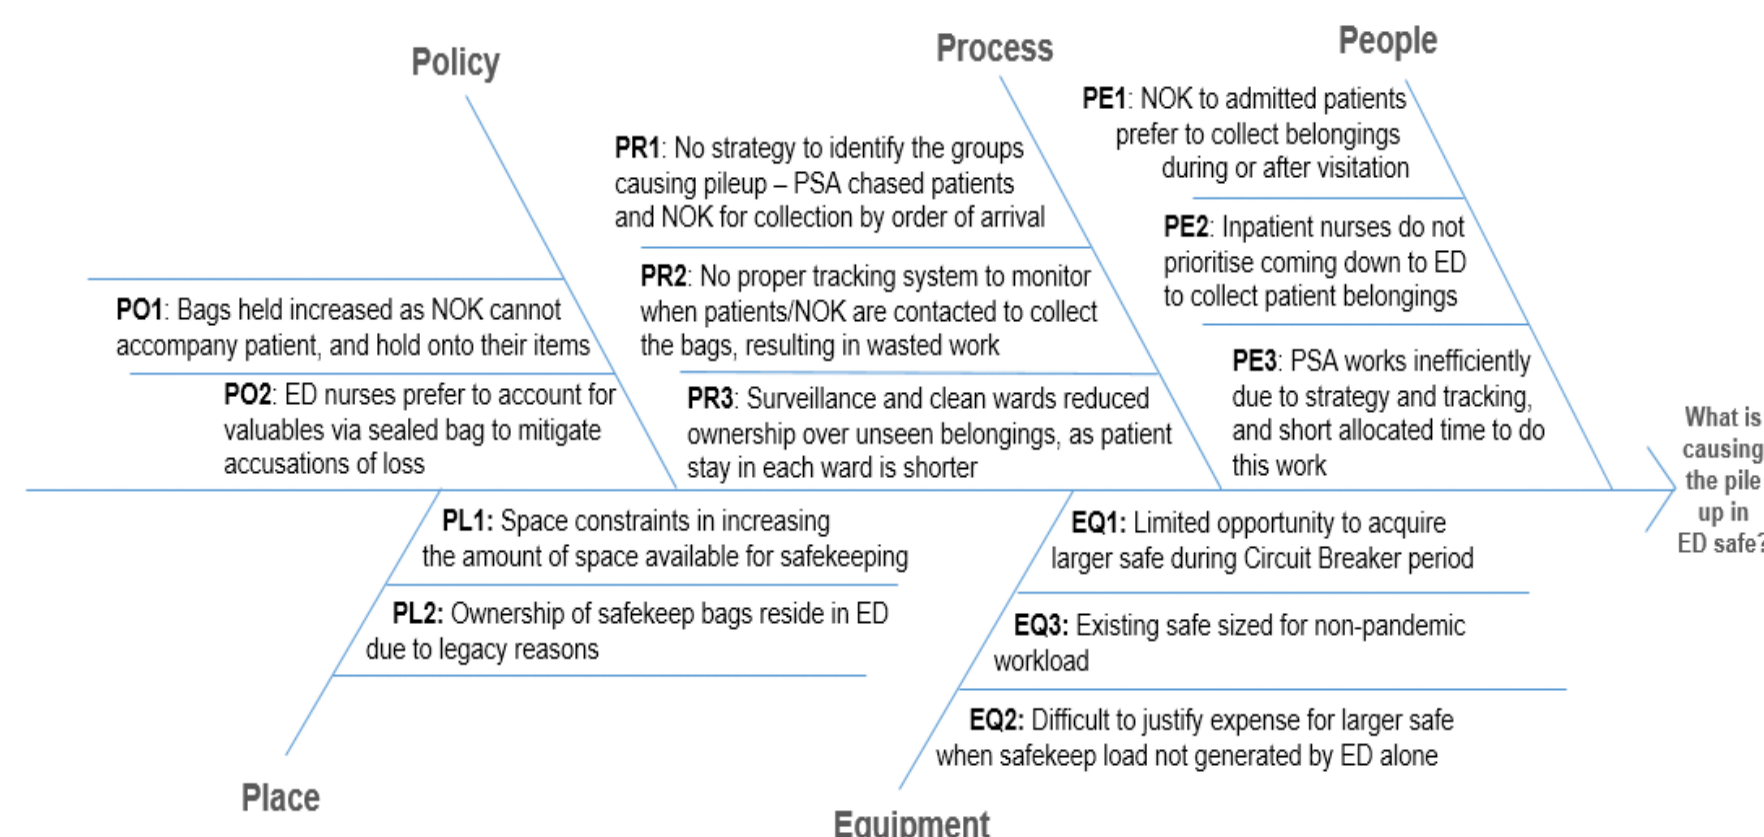 Policy
PO1: Bags held increased as NOK cannot
accompany patient, and hold onto their items
PO2: ED nurses prefer to account for
valuables via sealed bag to mitigate
accusations of loss
Process
PR1: No strategy to identify the groups
causing pileup – PSA chased patients
and NOK for collection by order of arrival
PR2: No proper tracking system to monitor
when patients/NOK are contacted to collect
the bags, resulting in wasted work
PR3: Surveillance and clean wards reduced
ownership over unseen belongings, as patient
stay in each ward is shorter
People
PE1: NOK to admitted patients
prefer to collect belongings
during or after visitation
PE2: Inpatient nurses do not
prioritise coming down to ED
to collect patient belongings
PE3: PSA works inefficiently
due to strategy and tracking,
and short allocated time to do
this work
What is
causing
the pile
up in
ED safe?
PL1: Space constraints in increasing
the amount of space available for safekeeping
PL2: Ownership of safekeep bags reside in ED
due to legacy reasons
Place
EQ1: Limited opportunity to acquire
larger safe during Circuit Breaker period
EQ3: Existing safe sized for non-pandemic
workload
EQ2: Difficult to justify expense for larger safe
when safekeep load not generated by ED alone
Equipment